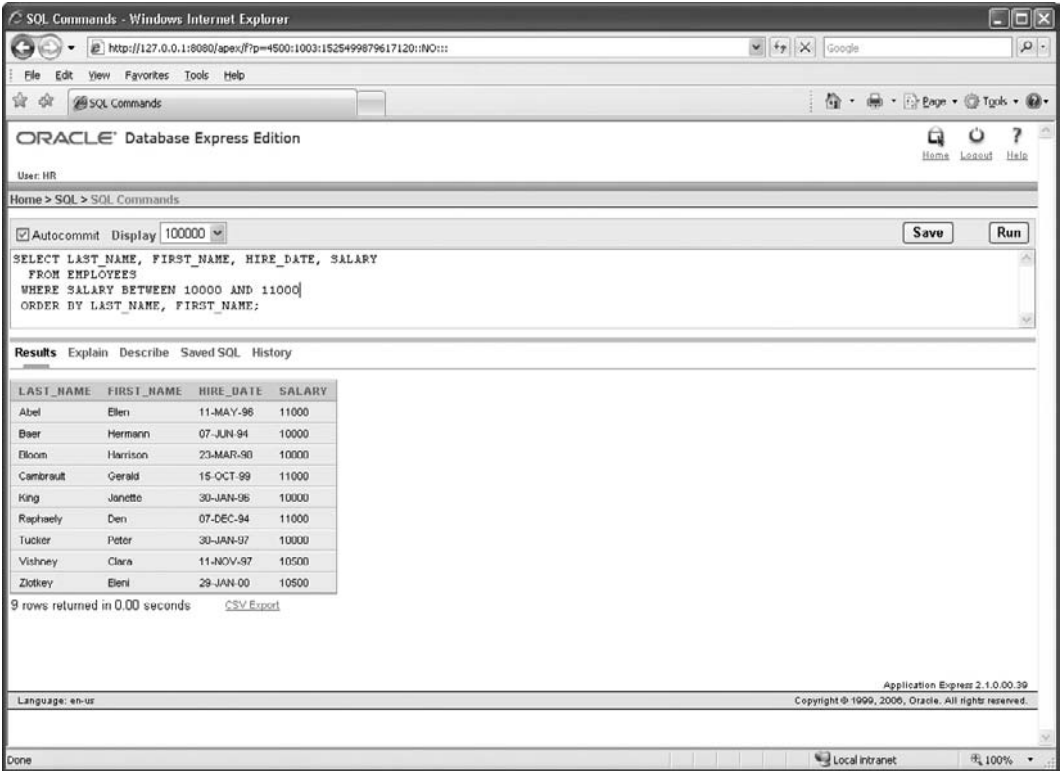 SQL Commands - Windows Internet Explorer
http://127.0.0.1:8080/apex/f?p=4500:1003:1525499879617120::NO:::
Google
File Edit View Favorites Tools Help
SQL Commands
Page Tools
ORACLE Database Express Edition
Home Logout Help
User: HR
Home > SQL > SQL Commands
Autocommit Display 100000 Save Run
SELECT LAST_NAME, FIRST_NAME, HIRE_DATE, SALARY
FROM EMPLOYEES
WHERE SALARY BETWEEN 10000 AND 11000
ORDER BY LAST_NAME, FIRST_NAME;
Results Explain Describe Saved SQL History
LAST_NAME FIRST_NAME HIRE_DATE SALARY
Abel Ellen 11-MAY-96 11000
Baer Hermann 07-JUN-94 10000
Bloom Harrison 23-MAR-98 10000
Cambrault Gerald 15-OCT-99 11000
King Janette 30-JAN-96 10000
Raphaely Den 07-DEC-94 11000
Tucker Peter 30-JAN-97 10000
Vishney Clara 11-NOV-97 10500
Zlotkey Eleni 29-JAN-00 10500
9 rows returned in 0.00 seconds CSV Export
Application Express 2.1.0.00.39
Language: en-us Copyright © 1999, 2006, Oracle. All rights reserved.
Done Local intranet 100%